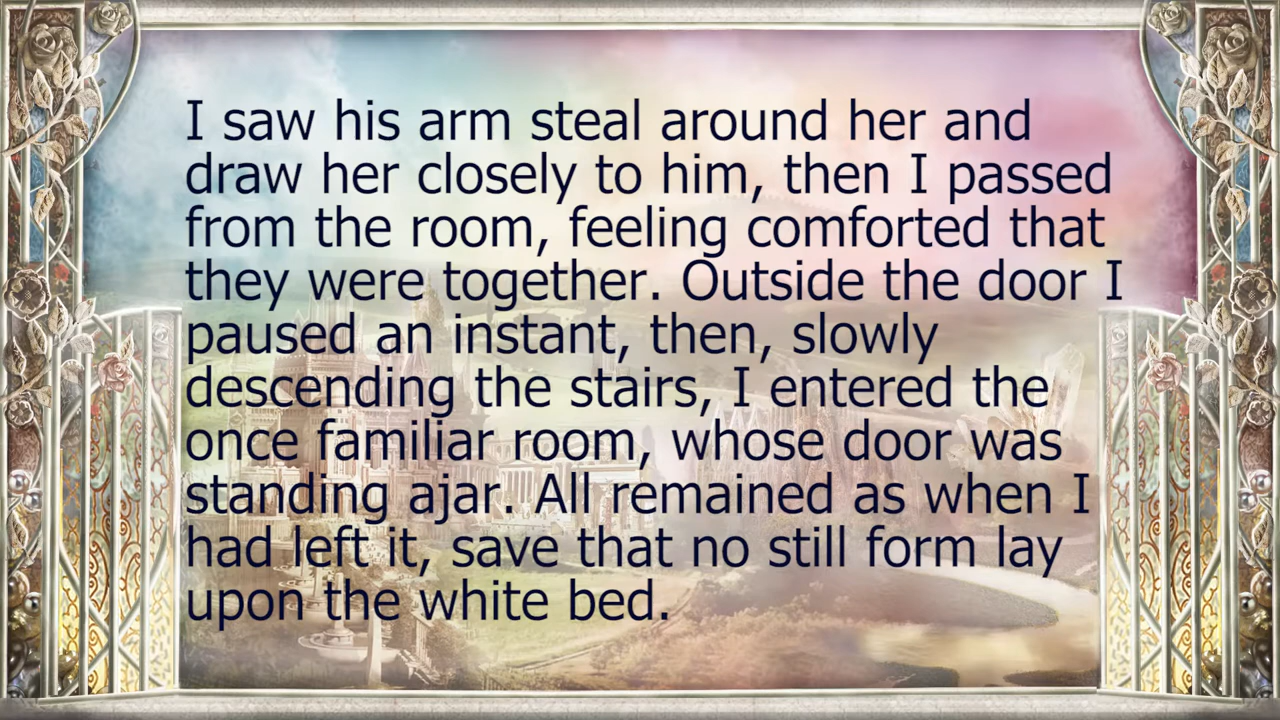 I saw his arm steal around her and
draw her closely to him, then I passed
from the room, feeling comforted that
they were together. Outside the door I
paused an instant, then, slowly
descending the stairs, I entered the
once familiar room, whose door was
standing ajar. All remained as when I
had left it, save that no still form lay
upon the white bed.